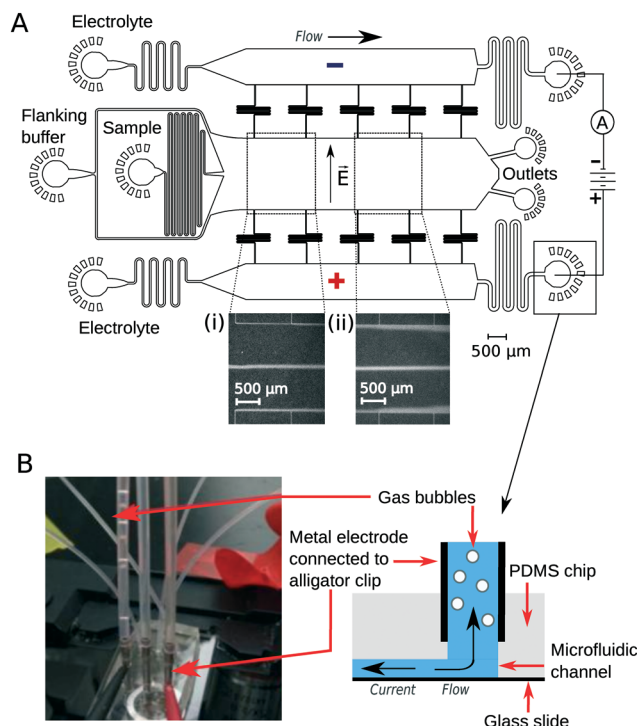 A
Electrolyte
Flow
−
Flanking
buffer
Sample
E
Outlets
A
-
+
+
Electrolyte
(i)
(ii)
500 µm
500 µm
500 µm
B
Gas bubbles
Metal electrode
connected to
alligator clip
PDMS chip
Microfluidic
channel
Current
Flow
Glass slide